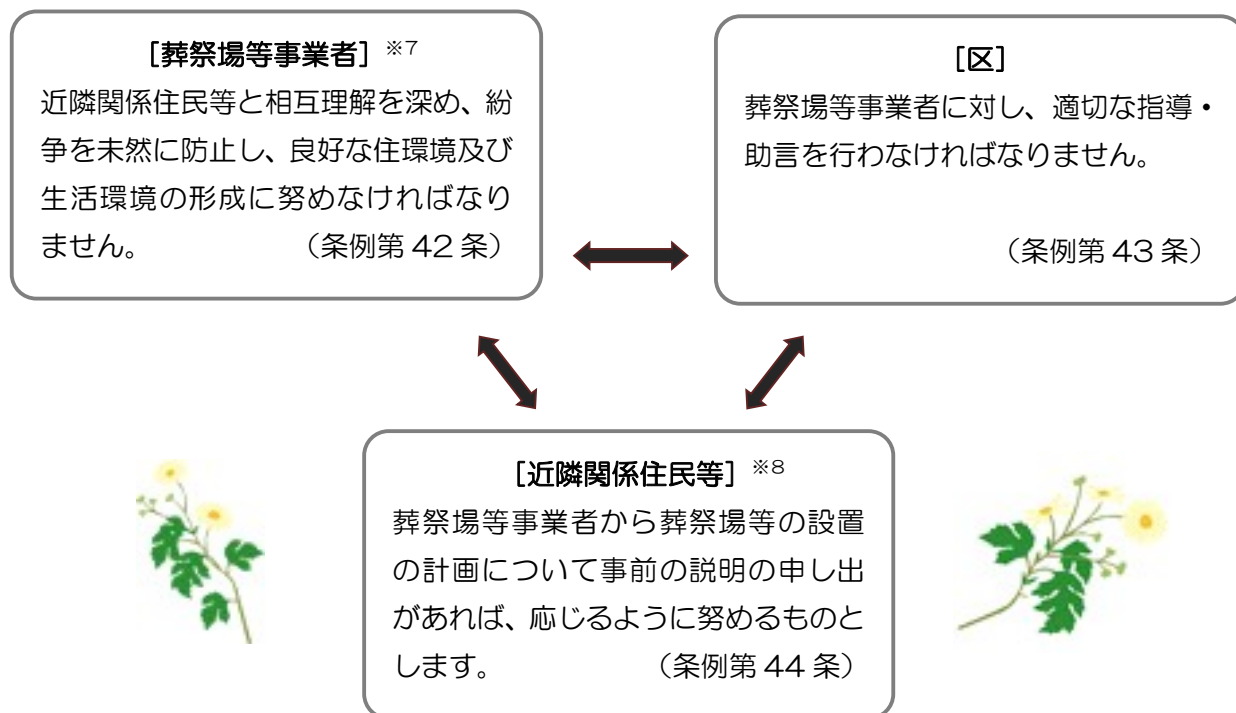 [葬祭場等事業者] ※7
近隣関係住民等と相互理解を深め、紛
争を未然に防止し、良好な住環境及び
生活環境の形成に努めなければなり
ません。 （条例第 42 条）
[区]
葬祭場等事業者に対し、適切な指導・
助言を行わなければなりません。
（条例第 43 条）
[近隣関係住民等] ※8
葬祭場等事業者から葬祭場等の設置
の計画について事前の説明の申し出
があれば、応じるように努めるものと
します。 （条例第 44 条）